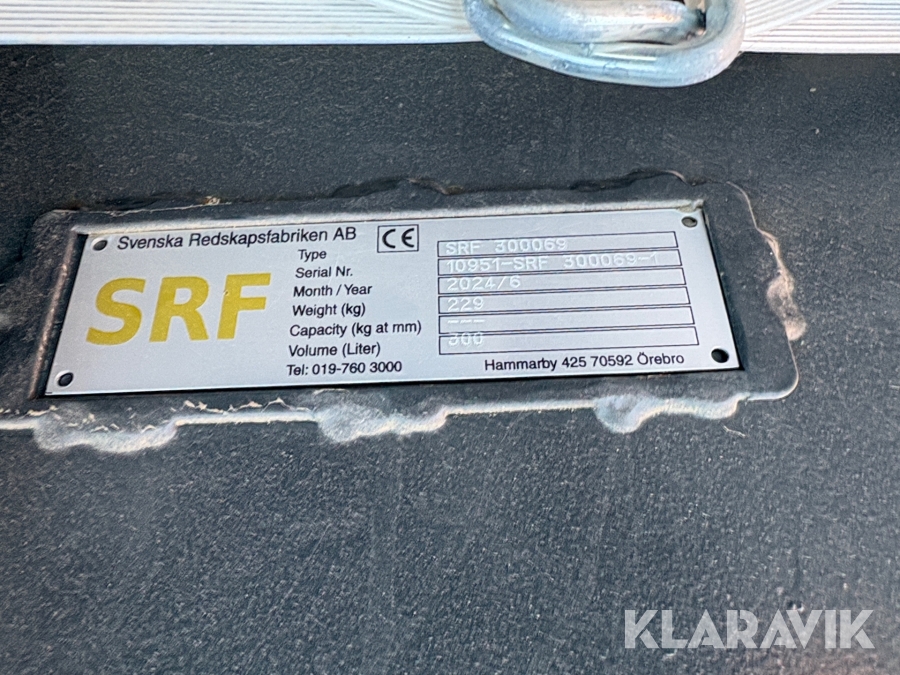 Svenska Redskapsfabriken AB CE
SRF
Type SRF 300069
Serial Nr. 10951-SRF 300069-1
Month / Year 2024/6
Weight (kg) 229
Capacity (kg at mm) ---
Volume (Liter) 300
Tel: 019-760 3000 Hammarby 425 70592 Örebro
KLARAVIK